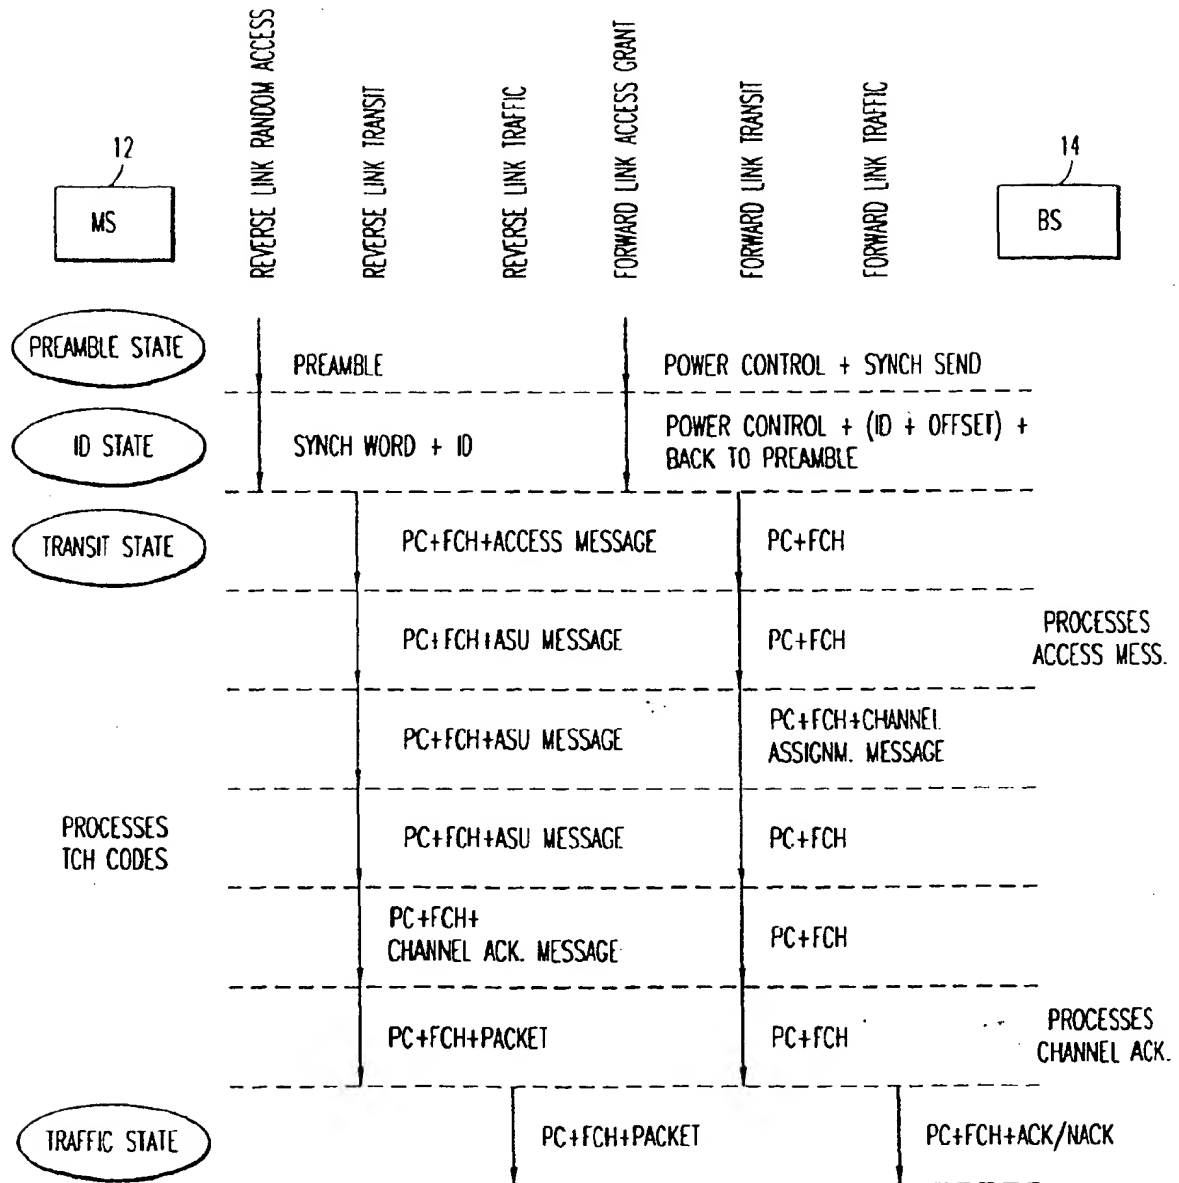 REVERSE LINK RANDOM ACCESS
REVERSE LINK TRANSIT
REVERSE LINK TRAFFIC
FORWARD LINK ACCESS GRANT
FORWARD LINK TRANSIT
FORWARD LINK TRAFFIC
12
MS
14
BS
PREAMBLE STATE
PREAMBLE
POWER CONTROL + SYNCH SEND
ID STATE
SYNCH WORD + ID
POWER CONTROL + (ID + OFFSET) +
BACK TO PREAMBLE
TRANSIT STATE
PC+FCH+ACCESS MESSAGE
PC+FCH
PC+FCH+ASU MESSAGE
PC+FCH
PROCESSES
ACCESS MESS.
PC+FCH+ASU MESSAGE
PC+FCH+CHANNEL
ASSIGNM. MESSAGE
PROCESSES
TCH CODES
PC+FCH+ASU MESSAGE
PC+FCH
PC+FCH+
CHANNEL ACK. MESSAGE
PC+FCH
PC+FCH+PACKET
PC+FCH
PROCESSES
CHANNEL ACK.
TRAFFIC STATE
PC+FCH+PACKET
PC+FCH+ACK/NACK